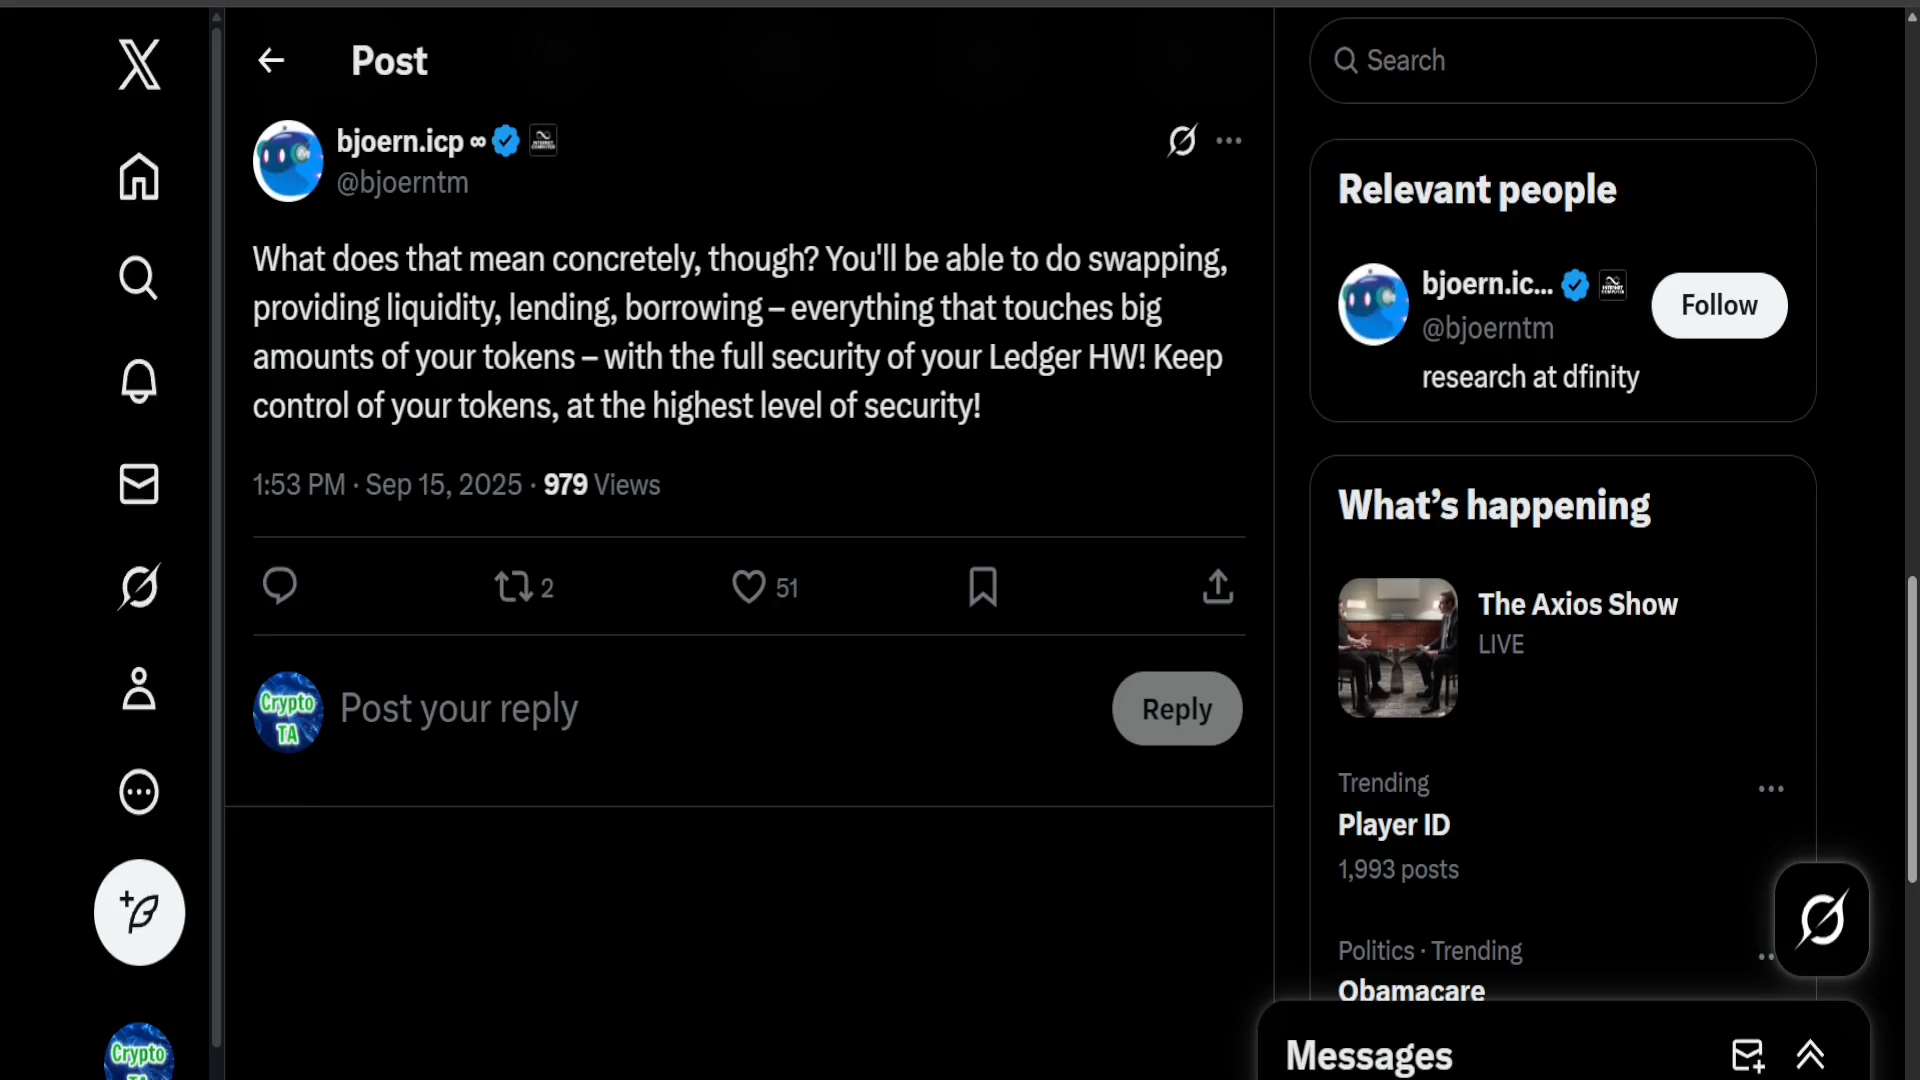 Post
bjoern.icp ∞
@bjoerntm
What does that mean concretely, though? You'll be able to do swapping,
providing liquidity, lending, borrowing – everything that touches big
amounts of your tokens – with the full security of your Ledger HW! Keep
control of your tokens, at the highest level of security!
1:53 PM · Sep 15, 2025 · 979 Views
2
51
Crypto
TA
Post your reply
Reply
Crypto
Search
Relevant people
bjoern.ic...
@bjoerntm
Follow
research at dfinity
What's happening
The Axios Show
LIVE
Trending
Player ID
1,993 posts
Politics · Trending
Obamacare
Messages